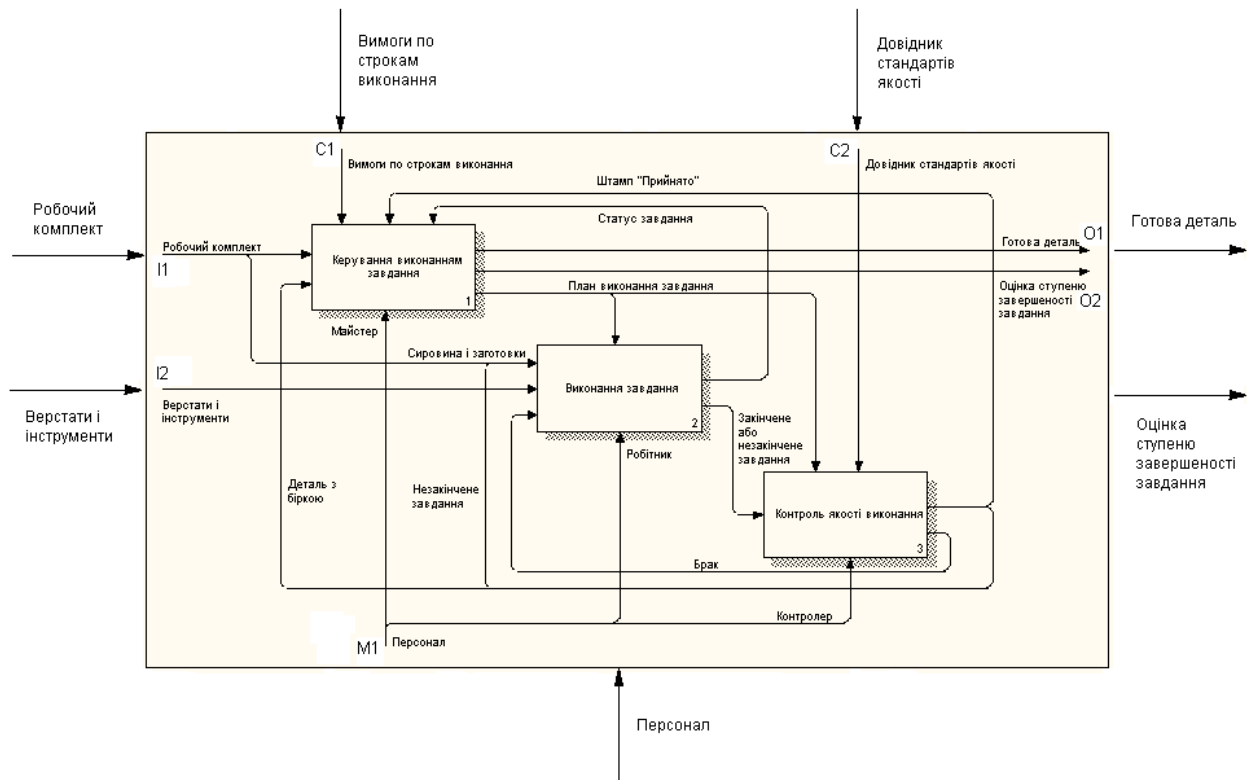 Вимоги по
строкам
виконання
Довідник
стандартів
якості
C1
Вимоги по строкам виконання
C2
Довідник стандартів якості
Штамп "Прийнято"
Статус завдання
Робочий
комплект
Робочий комплект
I1
Керування виконанням
завдання
1
Готова деталь
O1
Готова деталь
Оцінка ступеню
завершеності
завдання
O2
План виконання завдання
Майстер
Сировина і заготовки
I2
Верстати і
інструменти
Верстати і
інструменти
Виконання завдання
2
Робітник
Закінчене
або
незакінчене
завдання
Оцінка
ступеню
завершеності
завдання
Деталь з
біркою
Незакінчене
завдання
Контроль якості виконання
3
Брак
Контролер
M1
Персонал
Персонал